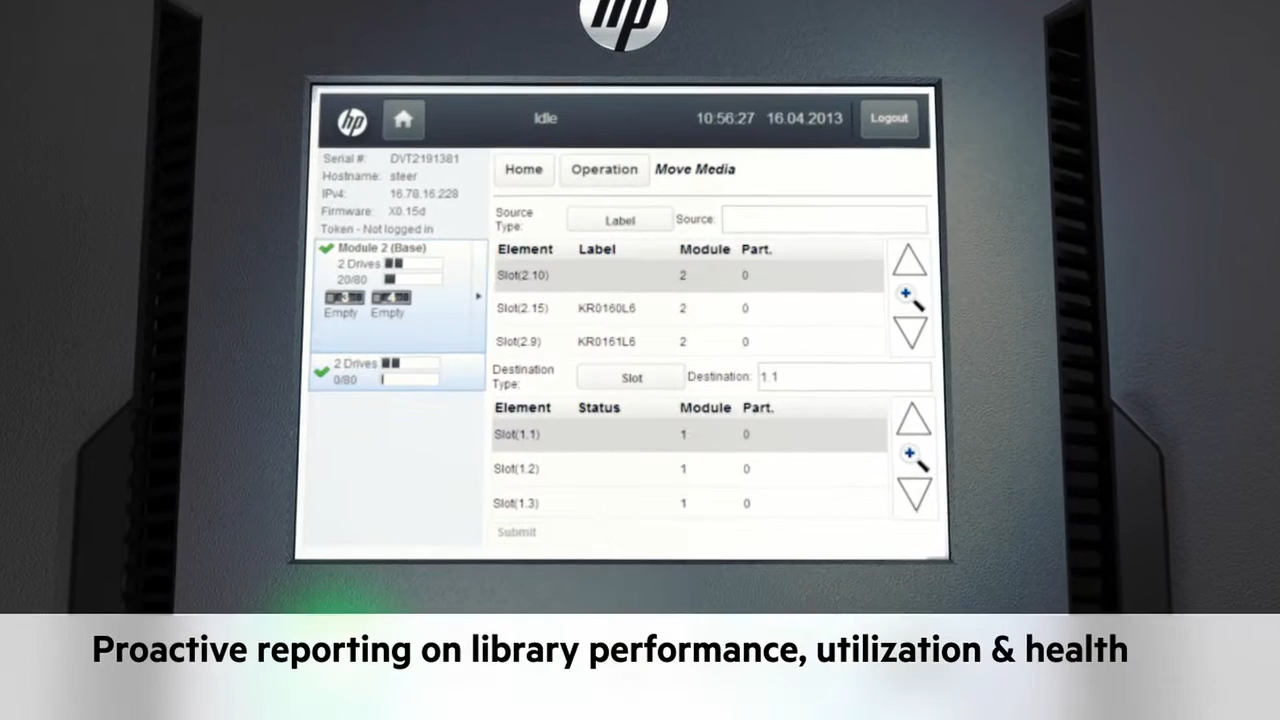 hp
hp
Idle
10:56:27 16.04.2013
Logout
Serial #: DVT2191381
Hostname: steer
IPv4: 16.78.16.228
Firmware: X0.15d
Token - Not logged in
Module 2 (Base)
2 Drives
20/80
3 4
Empty Empty
2 Drives
0/80
Home Operation Move Media
Source Type: Label Source:
Element Label Module Part.
Slot(2.10) 2 0
Slot(2.15) KR0160L6 2 0
Slot(2.9) KR0161L6 2 0
Destination Type: Slot Destination: 1.1
Element Status Module Part.
Slot(1.1) 1 0
Slot(1.2) 1 0
Slot(1.3) 1 0
Submit
Proactive reporting on library performance, utilization & health